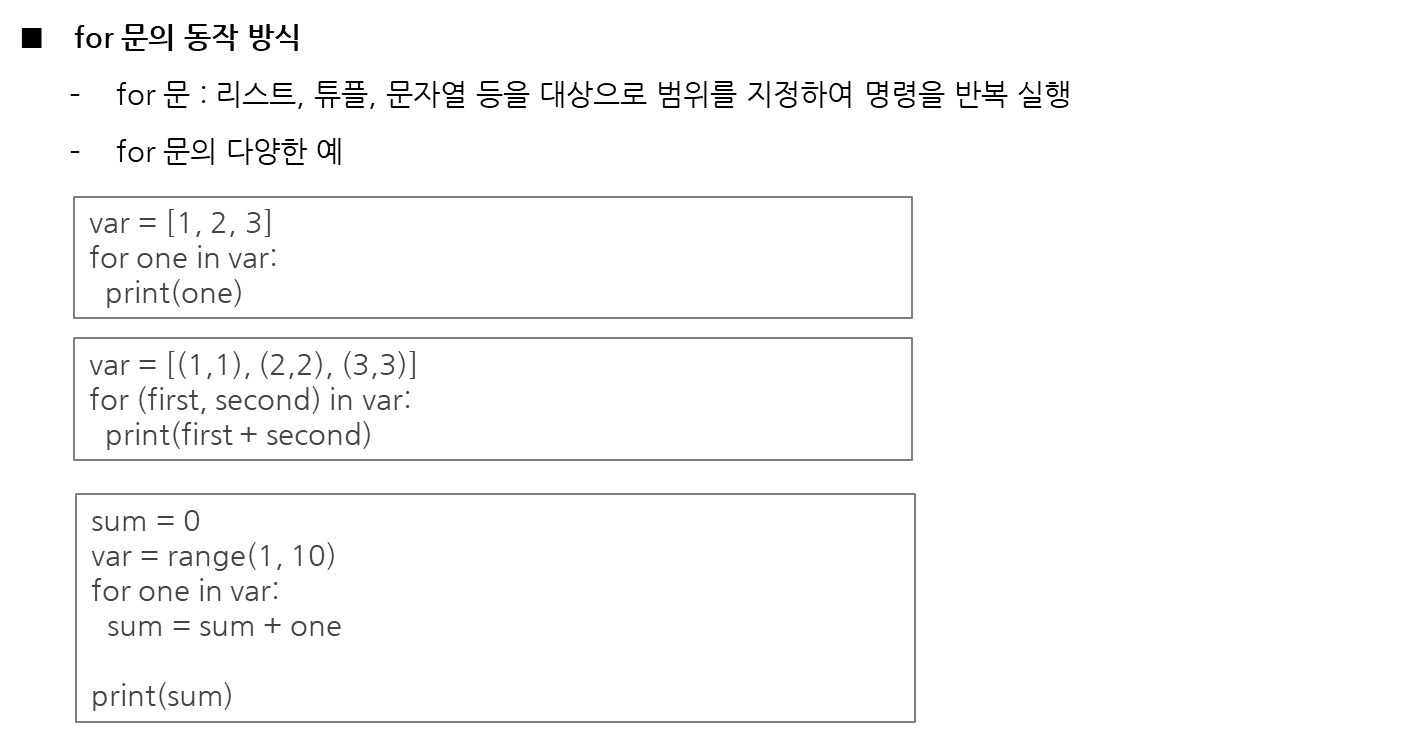 ■ for 문의 동작 방식
- for 문 : 리스트, 튜플, 문자열 등을 대상으로 범위를 지정하여 명령을 반복 실행
- for 문의 다양한 예
var = [1, 2, 3]
for one in var:
  print(one)
var = [(1,1), (2,2), (3,3)]
for (first, second) in var:
  print(first + second)
sum = 0
var = range(1, 10)
for one in var:
  sum = sum + one
print(sum)